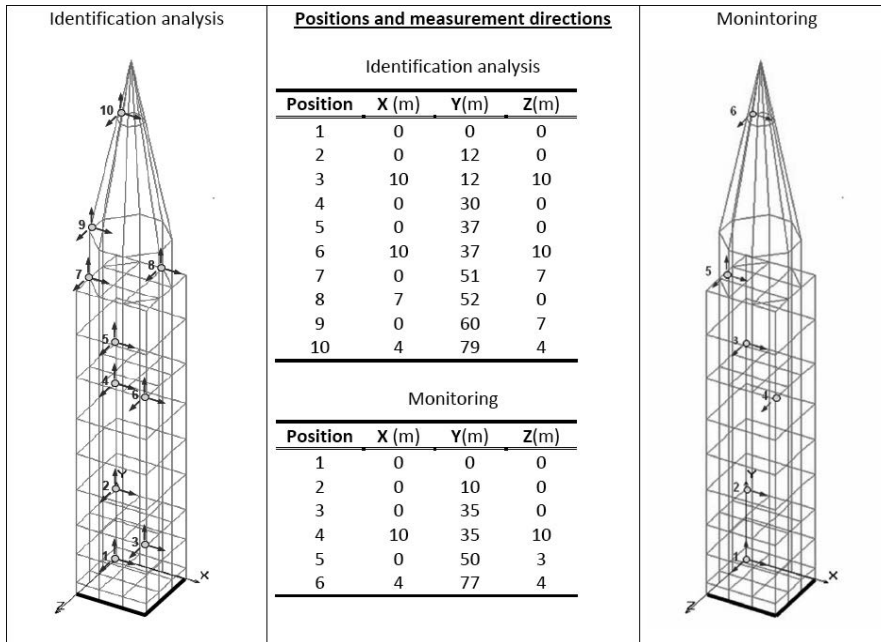 Identification analysis
Positions and measurement directions
Monintoring
Identification analysis
Position X (m) Y(m) Z(m)
1 0 0 0
2 0 12 0
3 10 12 10
4 0 30 0
5 0 37 0
6 10 37 10
7 0 51 7
8 7 52 0
9 0 60 7
10 4 79 4
Monitoring
Position X (m) Y(m) Z(m)
1 0 0 0
2 0 10 0
3 0 35 0
4 10 35 10
5 0 50 3
6 4 77 4
10
9
8
7
5
4
6
Y
2
3
1
X
Z
6
5
3
4
Y
2
1
X
Z